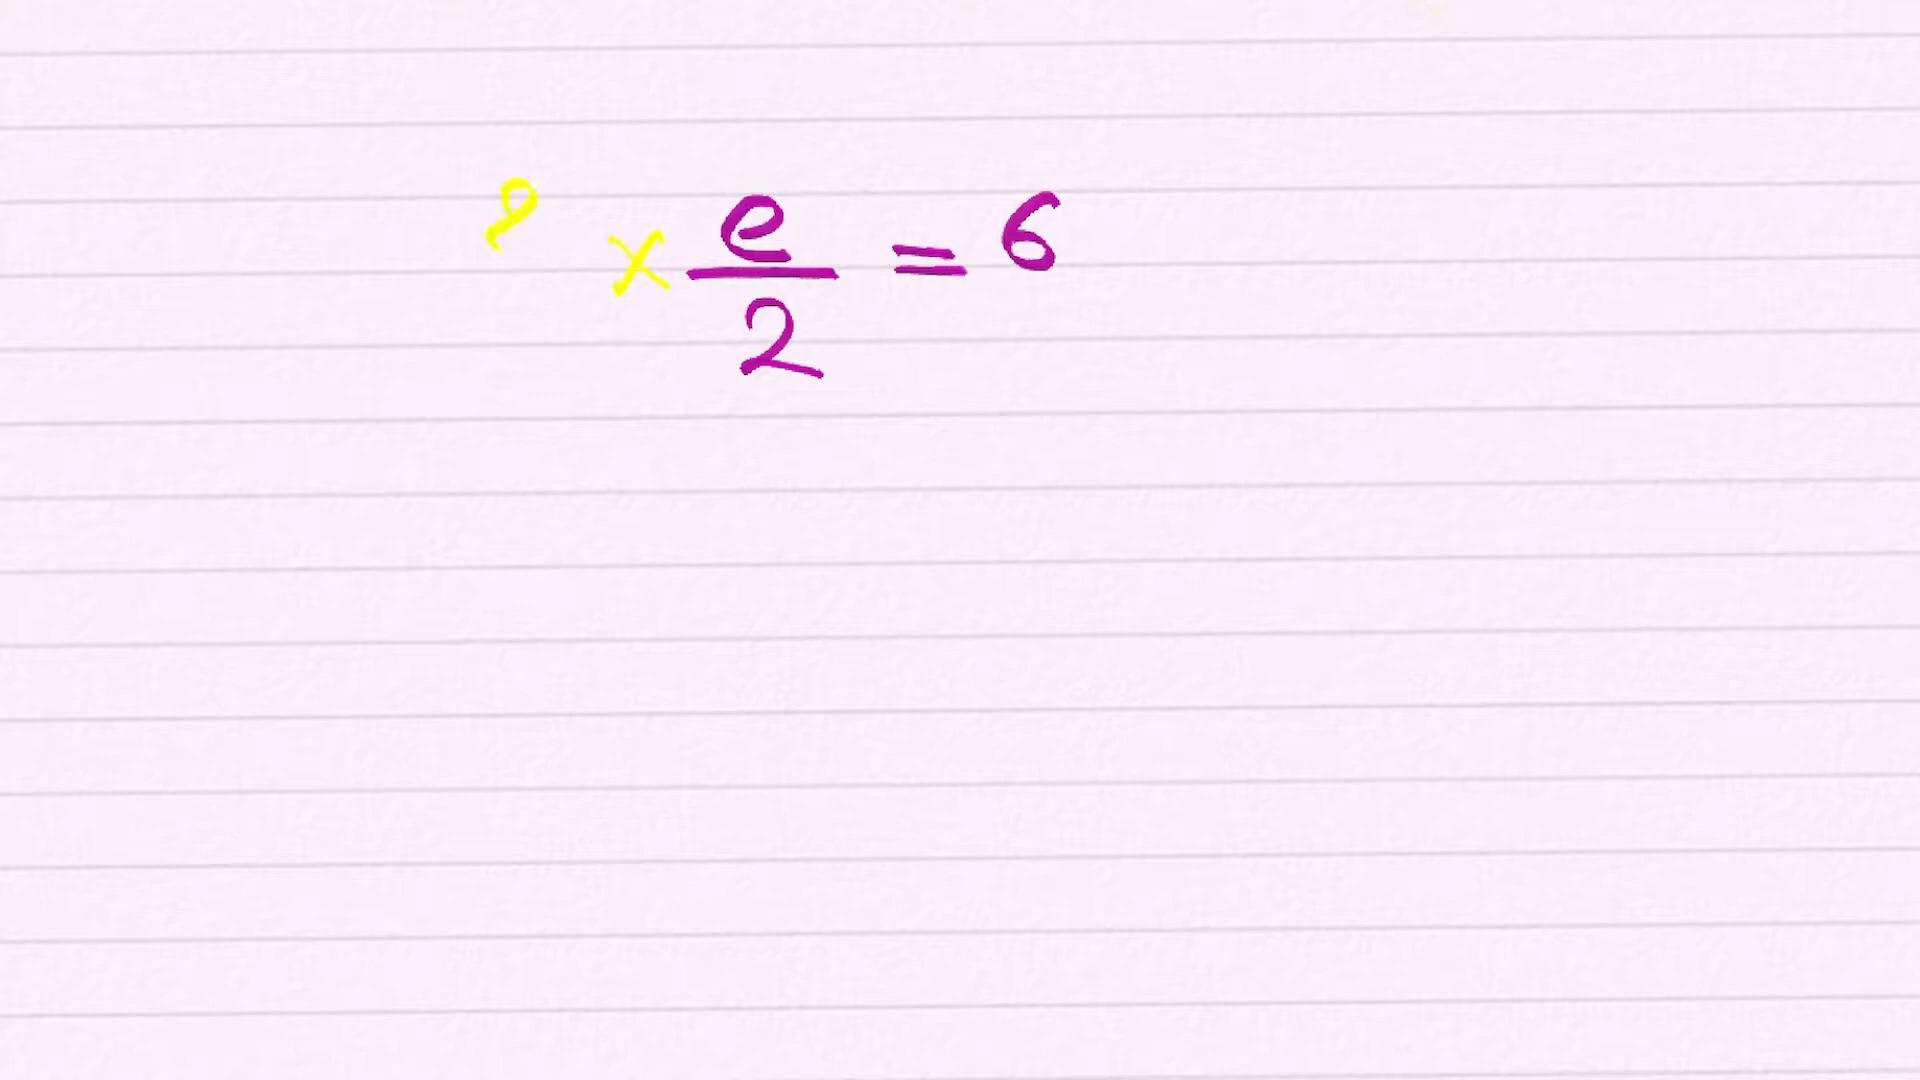 × e/2 = 6